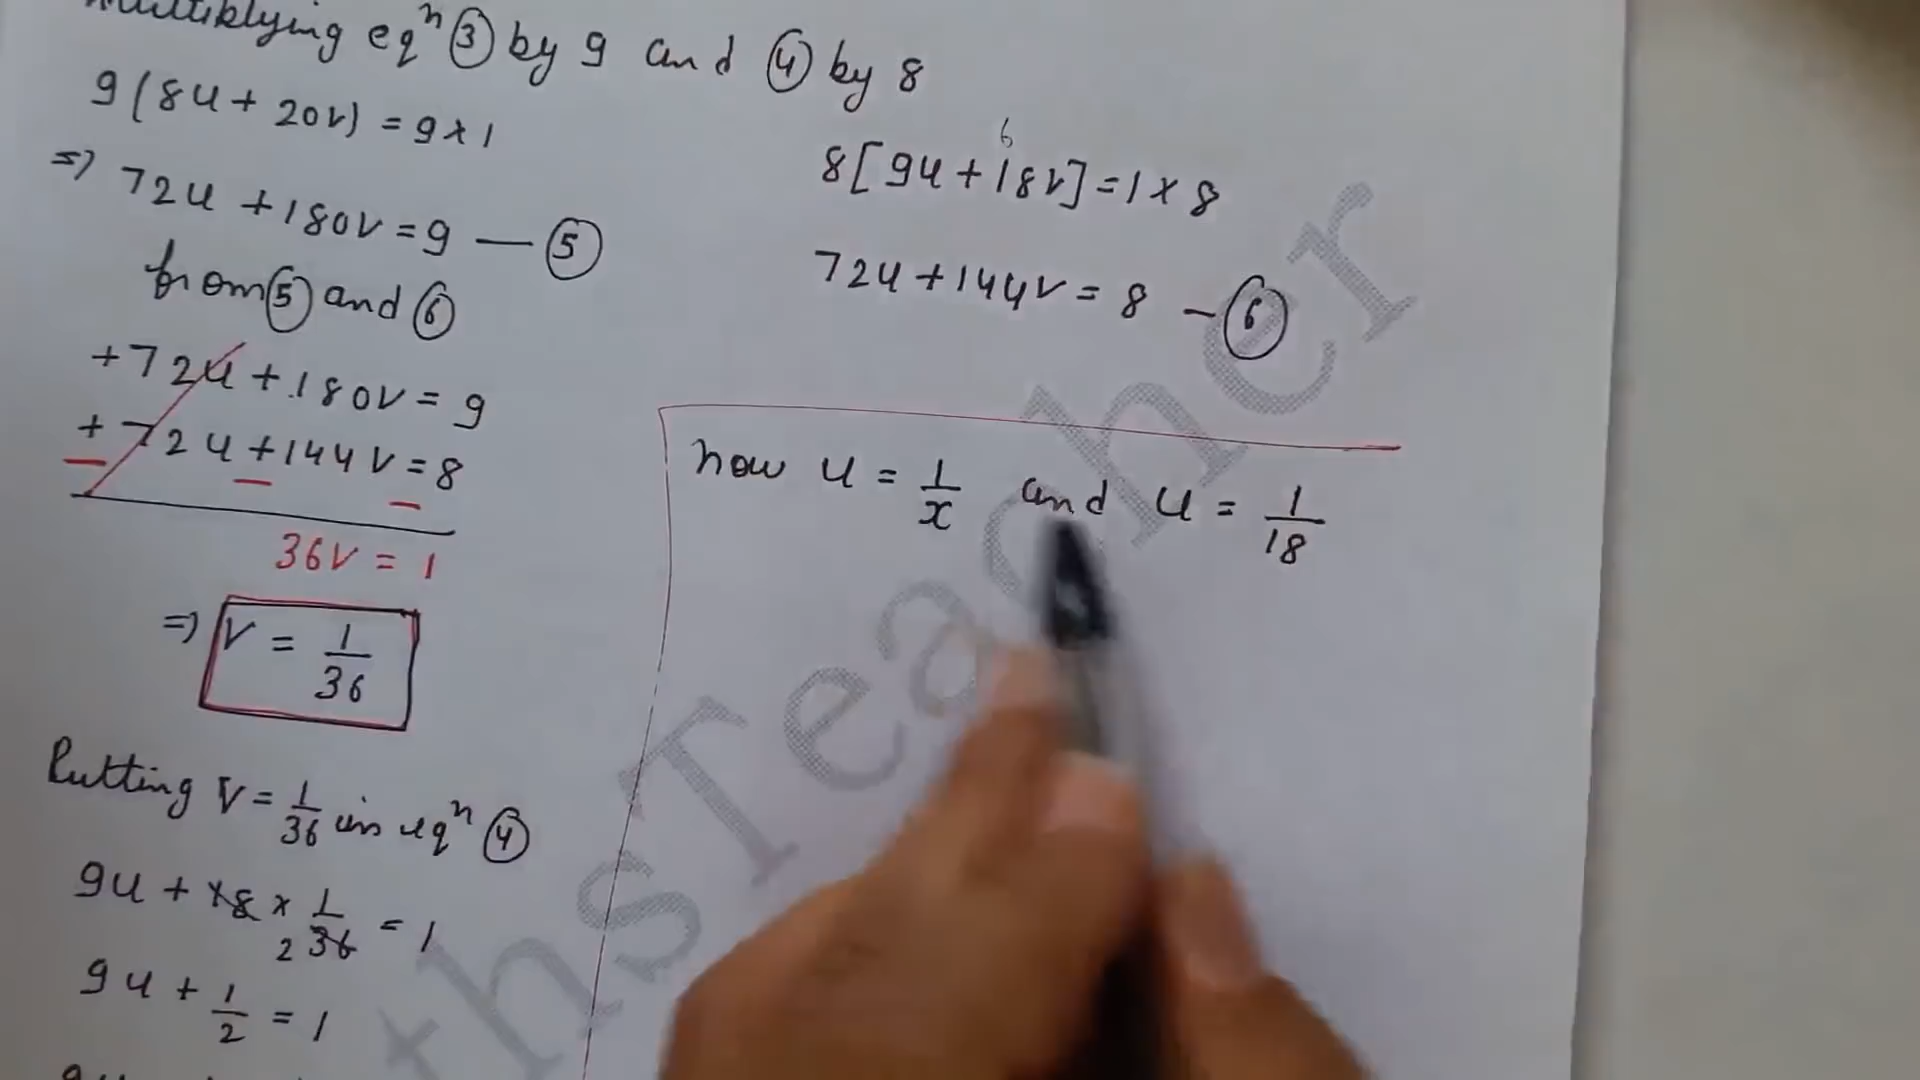 Multiplying eqⁿ ③ by 9 and ④ by 8
9(8u + 20v) = 9×1
⇒ 72u + 180v = 9 — ⑤
from ⑤ and ⑥
+72u + 180v = 9
+72u + 144v = 8
— — —
36v = 1
⇒ v = 1/36
Putting V = 1/36 in eqⁿ ④
9u + 18 × 1/36 = 1
2
9u + 1/2 = 1
6
8[9u + 18v] = 1 × 8
72u + 144v = 8 — ⑥
now u = 1/x and u = 1/18